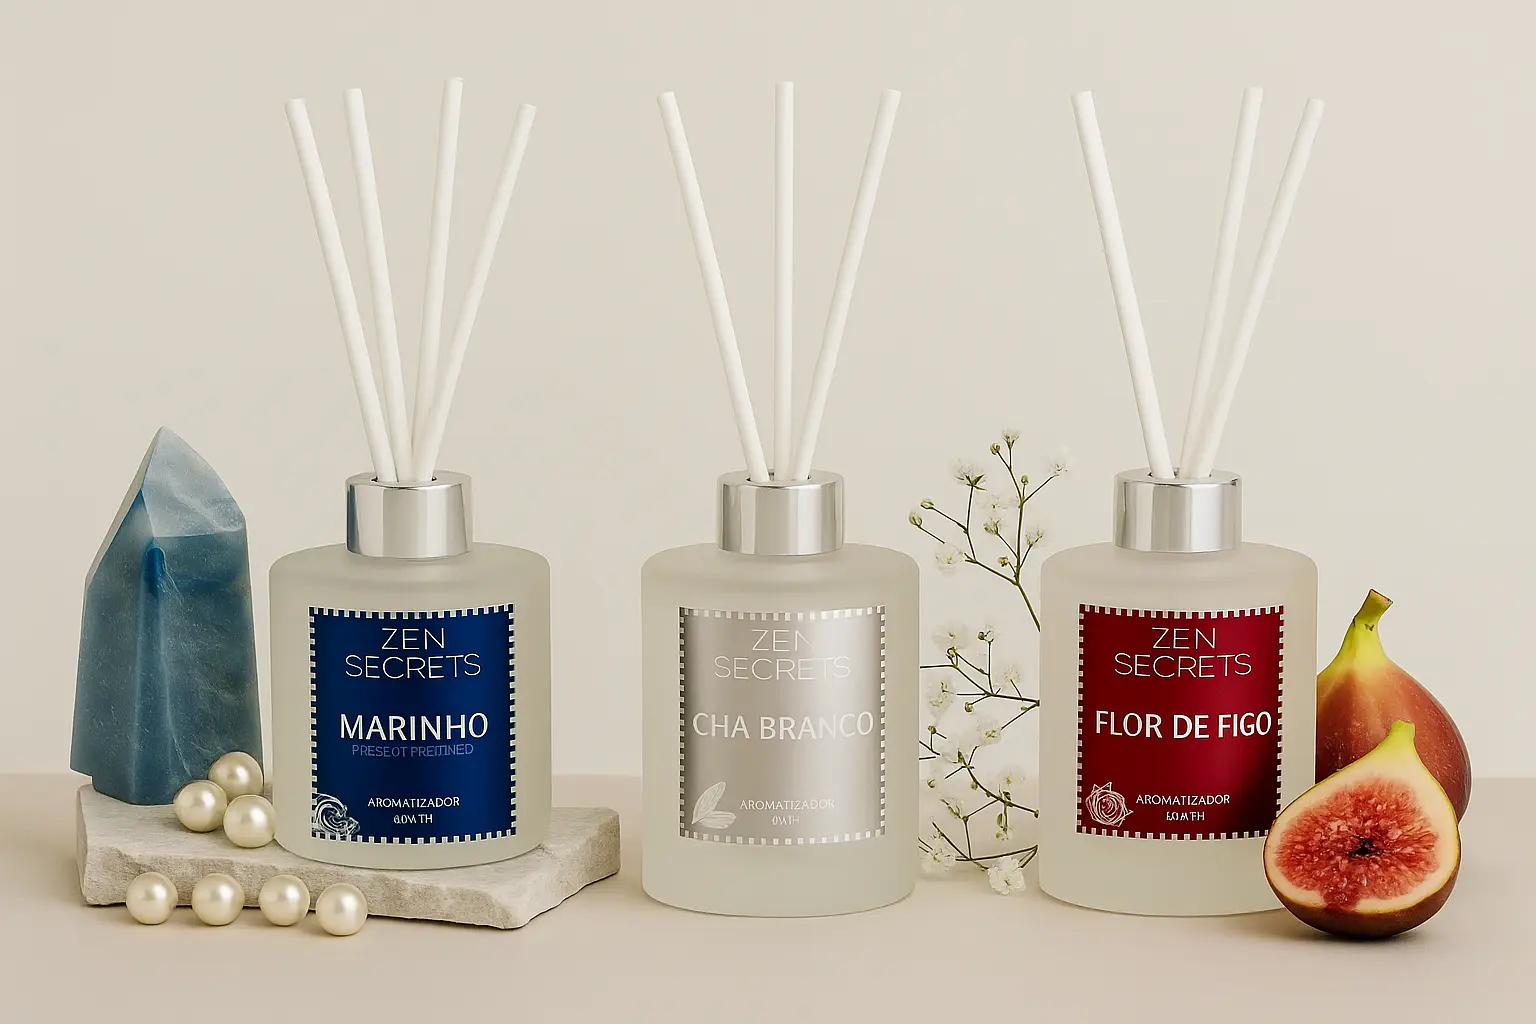 ZEN
SECRETS
MARINHO
AROMATIZADOR
ZEN
SECRETS
CHA BRANCO
AROMATIZADOR
ZEN
SECRETS
FLOR DE FIGO
AROMATIZADOR